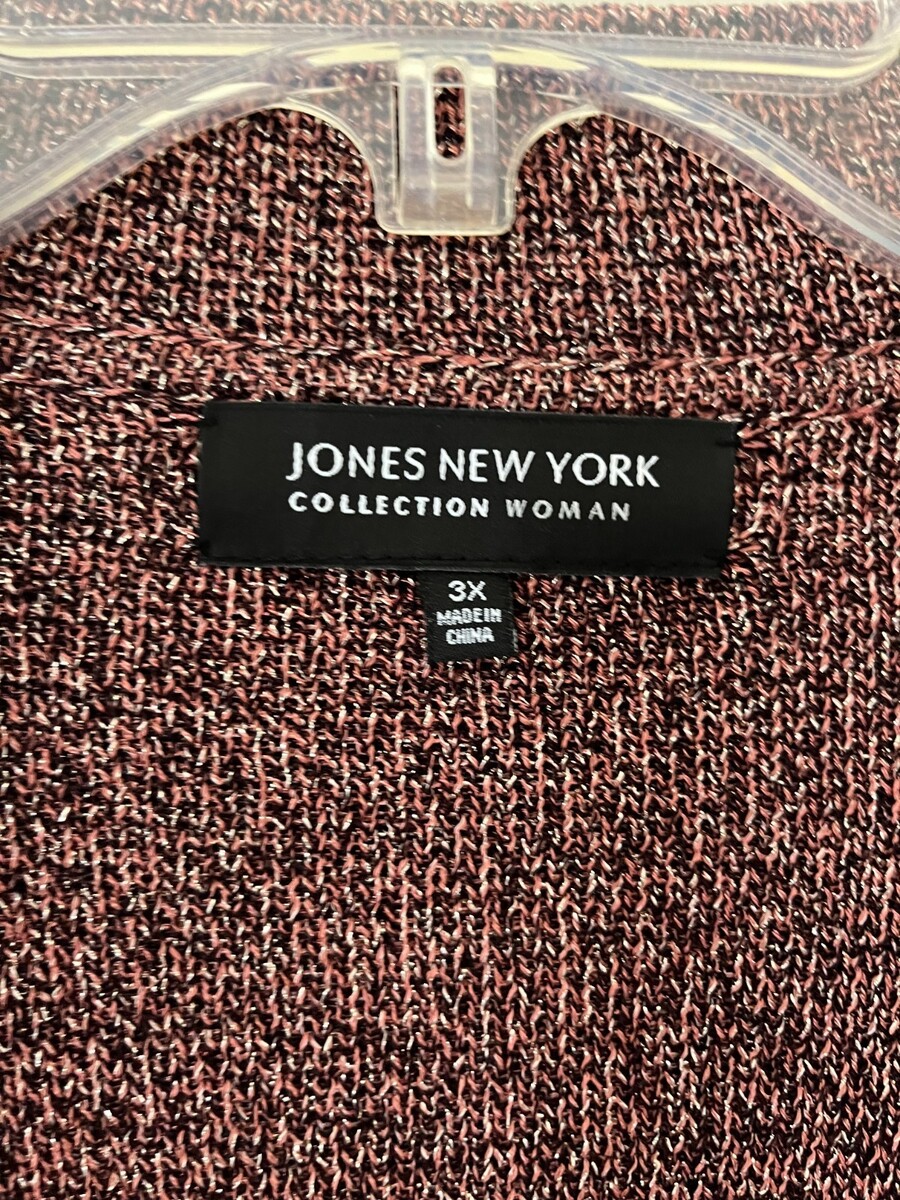 JONES NEW YORK
COLLECTION WOMAN
3X
MADE IN
CHINA